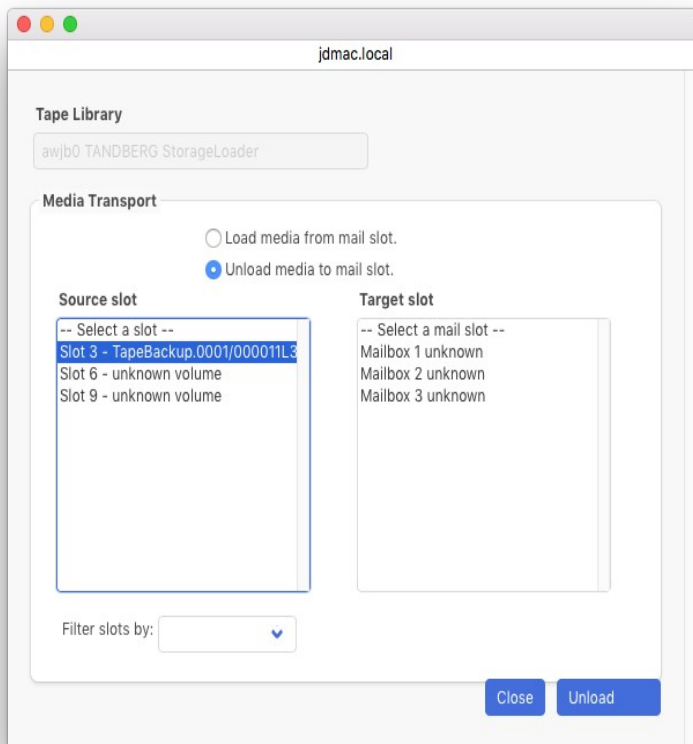 jdmac.local
Tape Library
awjb0 TANDBERG StorageLoader
Media Transport
Load media from mail slot.
Unload media to mail slot.
Source slot
-- Select a slot --
Slot 3 - TapeBackup.0001/000011L3
Slot 6 - unknown volume
Slot 9 - unknown volume
Target slot
-- Select a mail slot --
Mailbox 1 unknown
Mailbox 2 unknown
Mailbox 3 unknown
Filter slots by:
Close
Unload